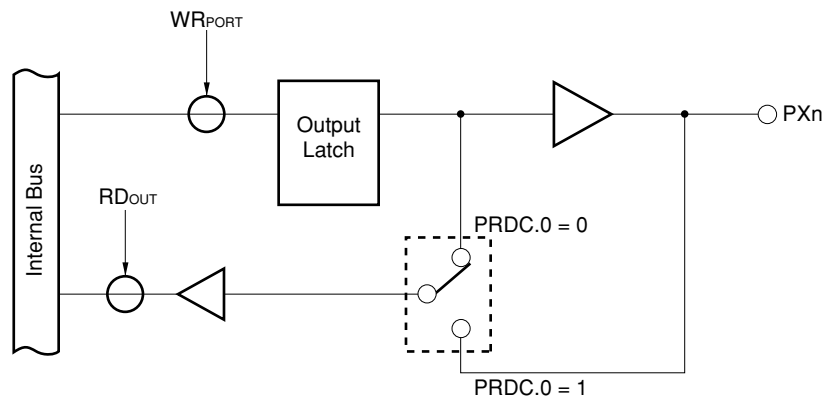 WRPORT
Internal Bus
Output
Latch
PXn
RDOUT
PRDC.0 = 0
PRDC.0 = 1